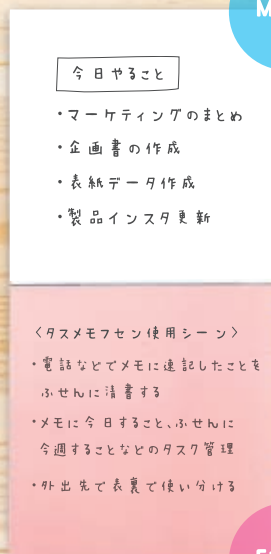 M
今日やること
・マーケティングのまとめ
・企画書の作成
・表紙データ作成
・製品インスタ更新
〈タスメモフセン使用シーン〉
・電話などでメモに速記したことを
ふせんに清書する
・メモに今日すること、ふせんに
今週することなどのタスク管理
・外出先で表裏で使い分ける